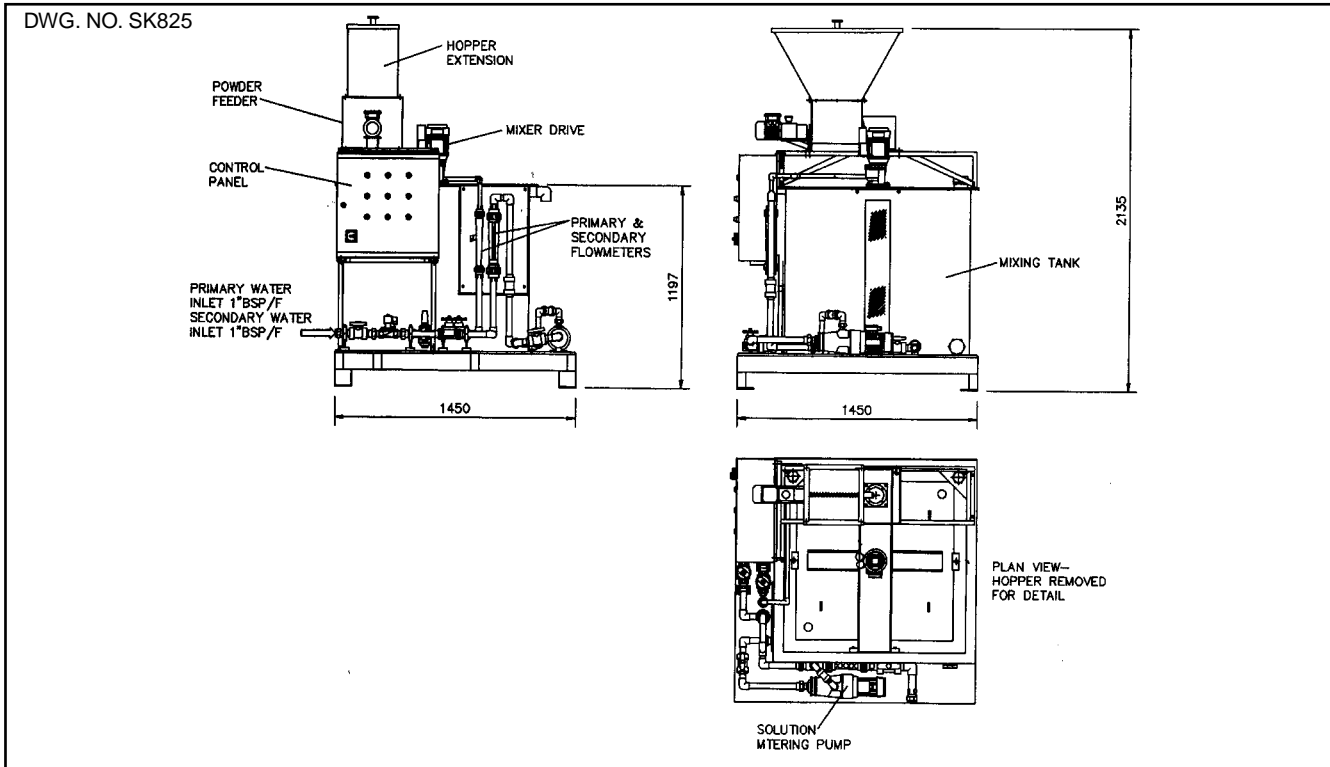 DWG. NO. SK825
HOPPER
EXTENSION
POWDER
FEEDER
MIXER DRIVE
CONTROL
PANEL
PRIMARY &
SECONDARY
FLOWMETERS
PRIMARY WATER
INLET 1"BSP/F
SECONDARY WATER
INLET 1"BSP/F
1197
1450
2135
MIXING TANK
1450
PLAN VIEW–
HOPPER REMOVED
FOR DETAIL
SOLUTION
MTERING PUMP